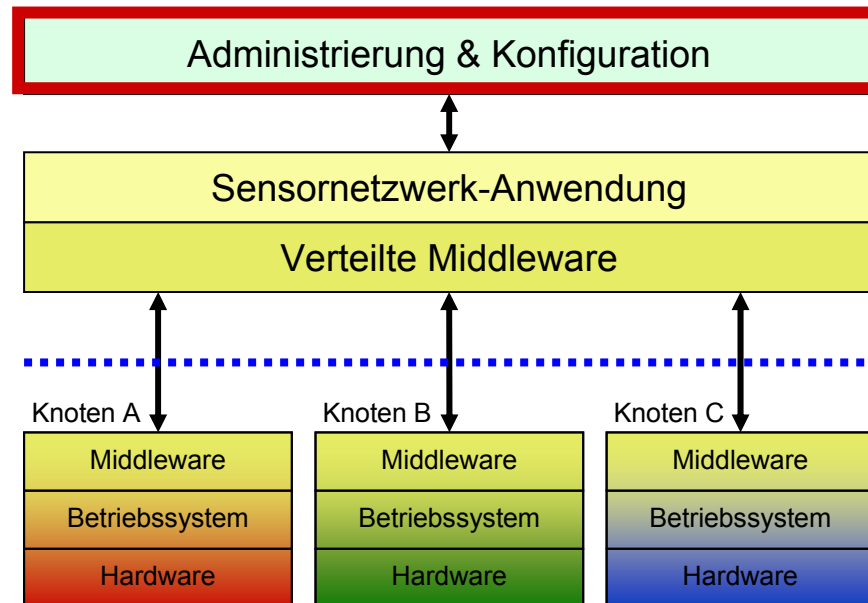 Administrierung & Konfiguration
Sensornetzwerk-Anwendung
Verteilte Middleware
Knoten A Knoten B Knoten C
Middleware Middleware Middleware
Betriebssystem Betriebssystem Betriebssystem
Hardware Hardware Hardware